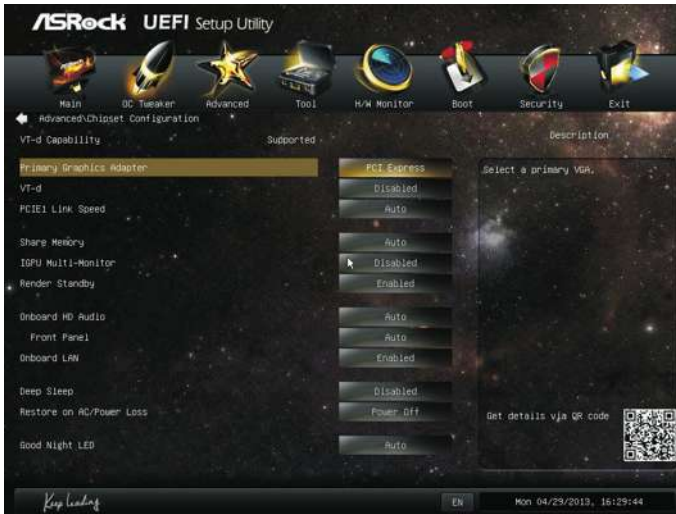 ASRock UEFI Setup Utility
Main OC Tweaker Advanced Tool H/W Monitor Boot Security Exit
Advanced\Chipset Configuration
Description
VT-d Capability Supported
Primary Graphics Adapter PCI Express
Select a primary VGA.
VT-d Disabled
PCIE1 Link Speed Auto
Share Memory Auto
IGPU Multi-Monitor Disabled
Render Standby Enabled
Onboard HD Audio Auto
Front Panel Auto
Onboard LAN Enabled
Deep Sleep Disabled
Restore on AC/Power Loss Power Off
Get details via QR code
Good Night LED Auto
Keep Leading
EN
Mon 04/29/2013, 16:29:44